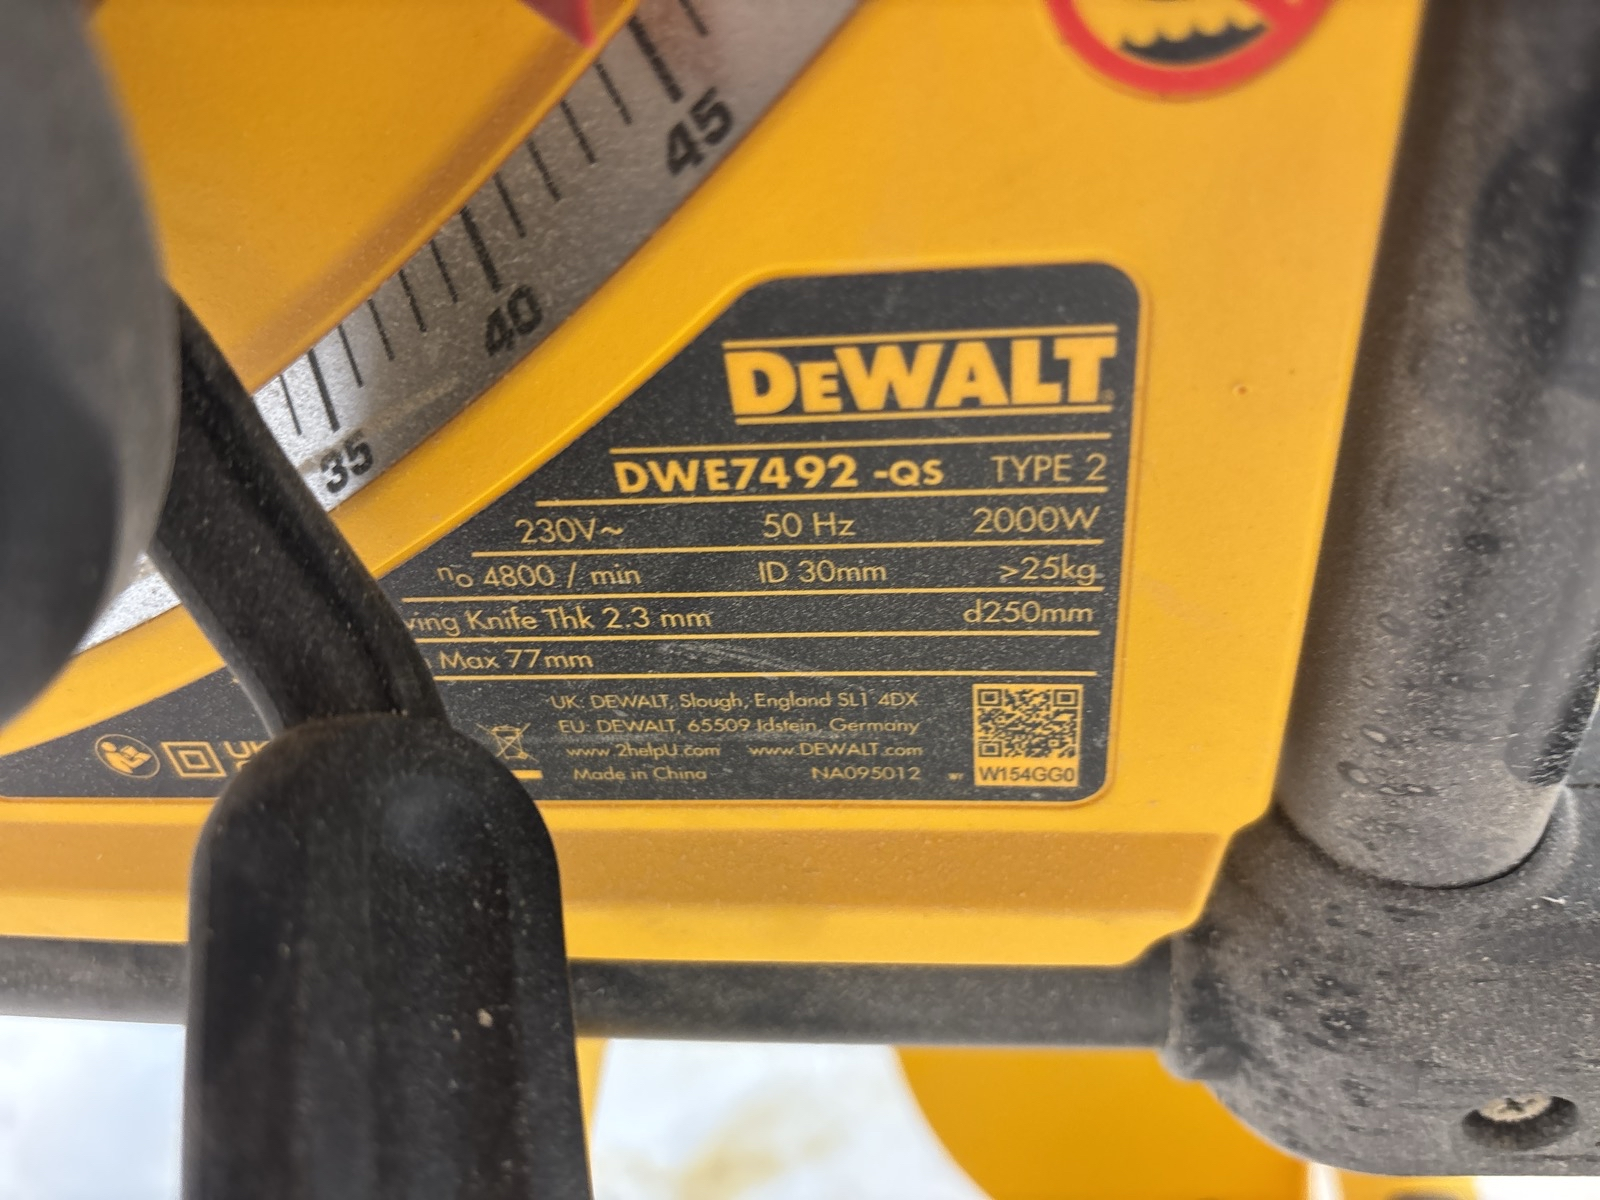 45
40
35
DEWALT
DWE7492 -QS TYPE 2
230V~ 50 Hz 2000W
no 4800 / min ID 30mm >25kg
Knife Thk 2.3 mm d250mm
Max 77mm
UK: DEWALT, Slough, England SL1 4DX
EU: DEWALT, 65509 Idstein, Germany
www.2helpU.com www.DEWALT.com
Made in China NA095012 WY W154GG0